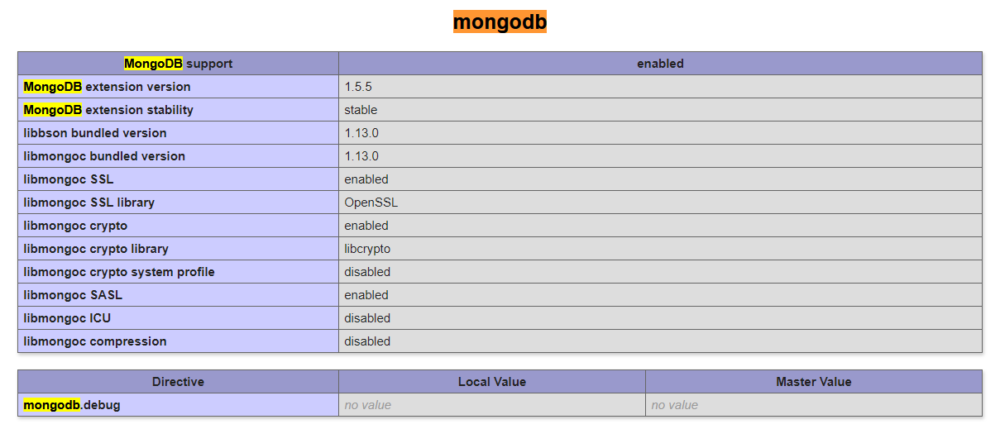 mongodb
MongoDB support enabled
MongoDB extension version 1.5.5
MongoDB extension stability stable
libbson bundled version 1.13.0
libmongoc bundled version 1.13.0
libmongoc SSL enabled
libmongoc SSL library OpenSSL
libmongoc crypto enabled
libmongoc crypto library libcrypto
libmongoc crypto system profile disabled
libmongoc SASL enabled
libmongoc ICU disabled
libmongoc compression disabled
Directive Local Value Master Value
mongodb.debug no value no value